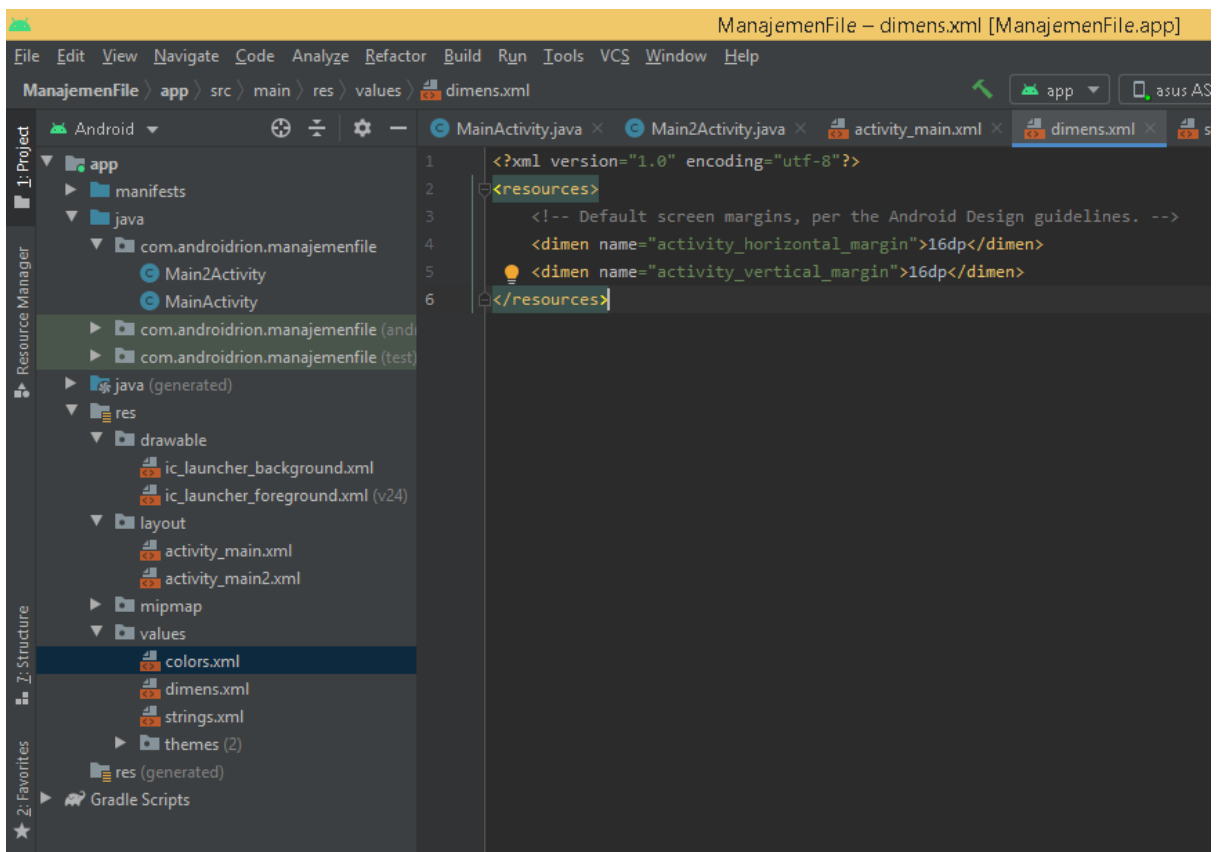 ManajemenFile – dimens.xml [ManajemenFile.app]
File Edit View Navigate Code Analyze Refactor Build Run Tools VCS Window Help
ManajemenFile 〉 app 〉 src 〉 main 〉 res 〉 values 〉 dimens.xml
app
asus AS
1: Project
Resource Manager
7: Structure
2: Favorites
Android
app
manifests
java
com.androidrion.manajemenfile
Main2Activity
MainActivity
com.androidrion.manajemenfile (and
com.androidrion.manajemenfile (test)
java (generated)
res
drawable
ic_launcher_background.xml
ic_launcher_foreground.xml (v24)
layout
activity_main.xml
activity_main2.xml
mipmap
values
colors.xml
dimens.xml
strings.xml
themes (2)
res (generated)
Gradle Scripts
MainActivity.java × Main2Activity.java × activity_main.xml × dimens.xml × s
1 <?xml version="1.0" encoding="utf-8"?>
2 <resources>
3 <!-- Default screen margins, per the Android Design guidelines. -->
4 <dimen name="activity_horizontal_margin">16dp</dimen>
5 <dimen name="activity_vertical_margin">16dp</dimen>
6 </resources>